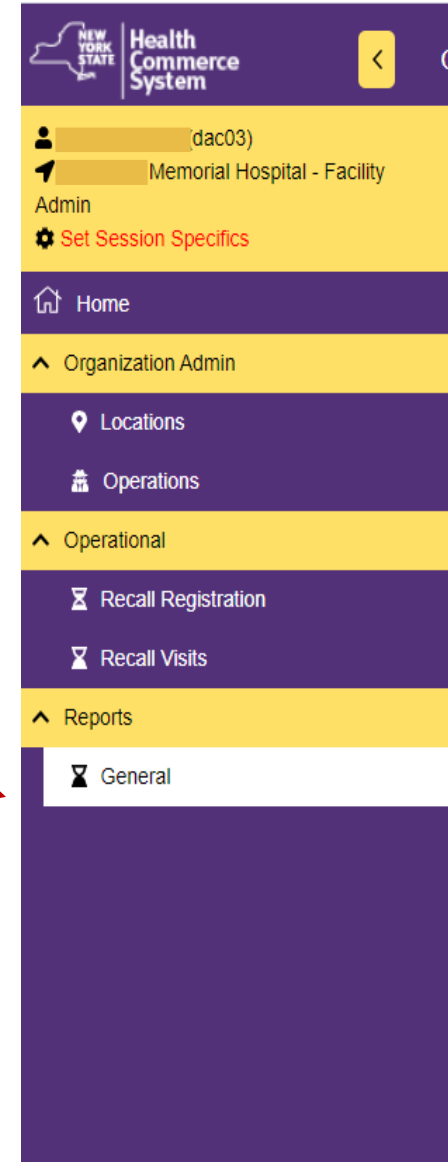 NEW YORK STATE
Health
Commerce
System
(dac03)
Memorial Hospital - Facility
Admin
Set Session Specifics
Home
Organization Admin
Locations
Operations
Operational
Recall Registration
Recall Visits
Reports
General